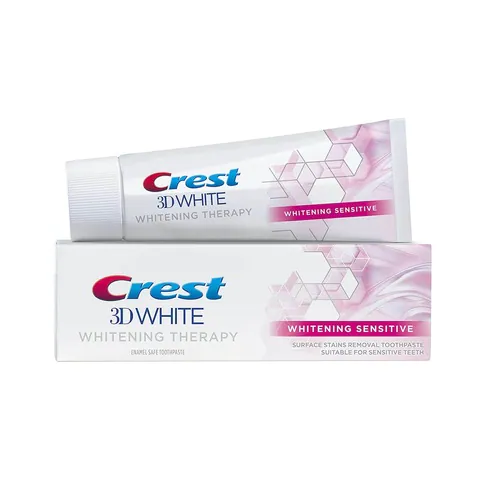 Crest
3D WHITE
WHITENING THERAPY
WHITENING SENSITIVE
Crest
3D WHITE
WHITENING THERAPY
ENAMEL SAFE TOOTHPASTE
WHITENING SENSITIVE
SURFACE STAINS REMOVAL TOOTHPASTE
SUITABLE FOR SENSITIVE TEETH